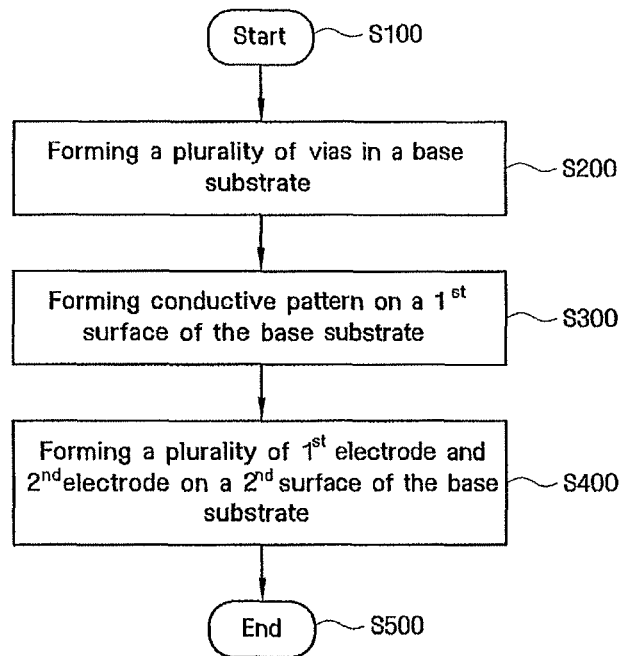 Start
S100
Forming a plurality of vias in a base
substrate
S200
Forming conductive pattern on a 1st
surface of the base substrate
S300
Forming a plurality of 1st electrode and
2nd electrode on a 2nd surface of the base
substrate
S400
End
S500